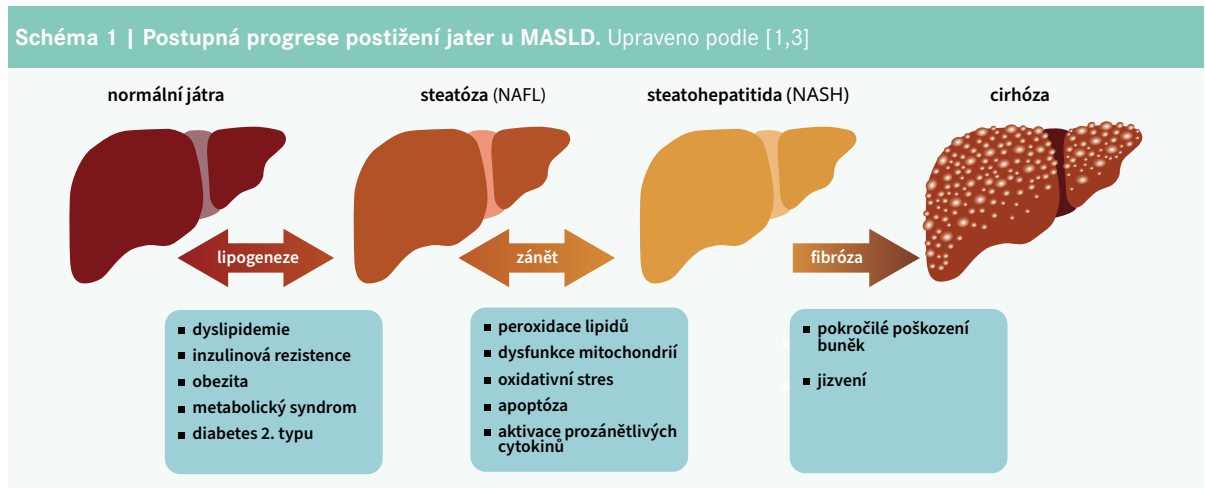 Schéma 1 | Postupná progrese postižení jater u MASLD. Upraveno podle [1,3]
normální játra
steatóza (NAFL)
steatohepatitida (NASH)
cirhóza
lipogeneze
zánět
fibróza
▪ dyslipidemie
▪ inzulinová rezistence
▪ obezita
▪ metabolický syndrom
▪ diabetes 2. typu
▪ peroxidace lipidů
▪ dysfunkce mitochondrií
▪ oxidativní stres
▪ apoptóza
▪ aktivace prozánětlivých
cytokinů
▪ pokročilé poškození
buněk
▪ jizvení